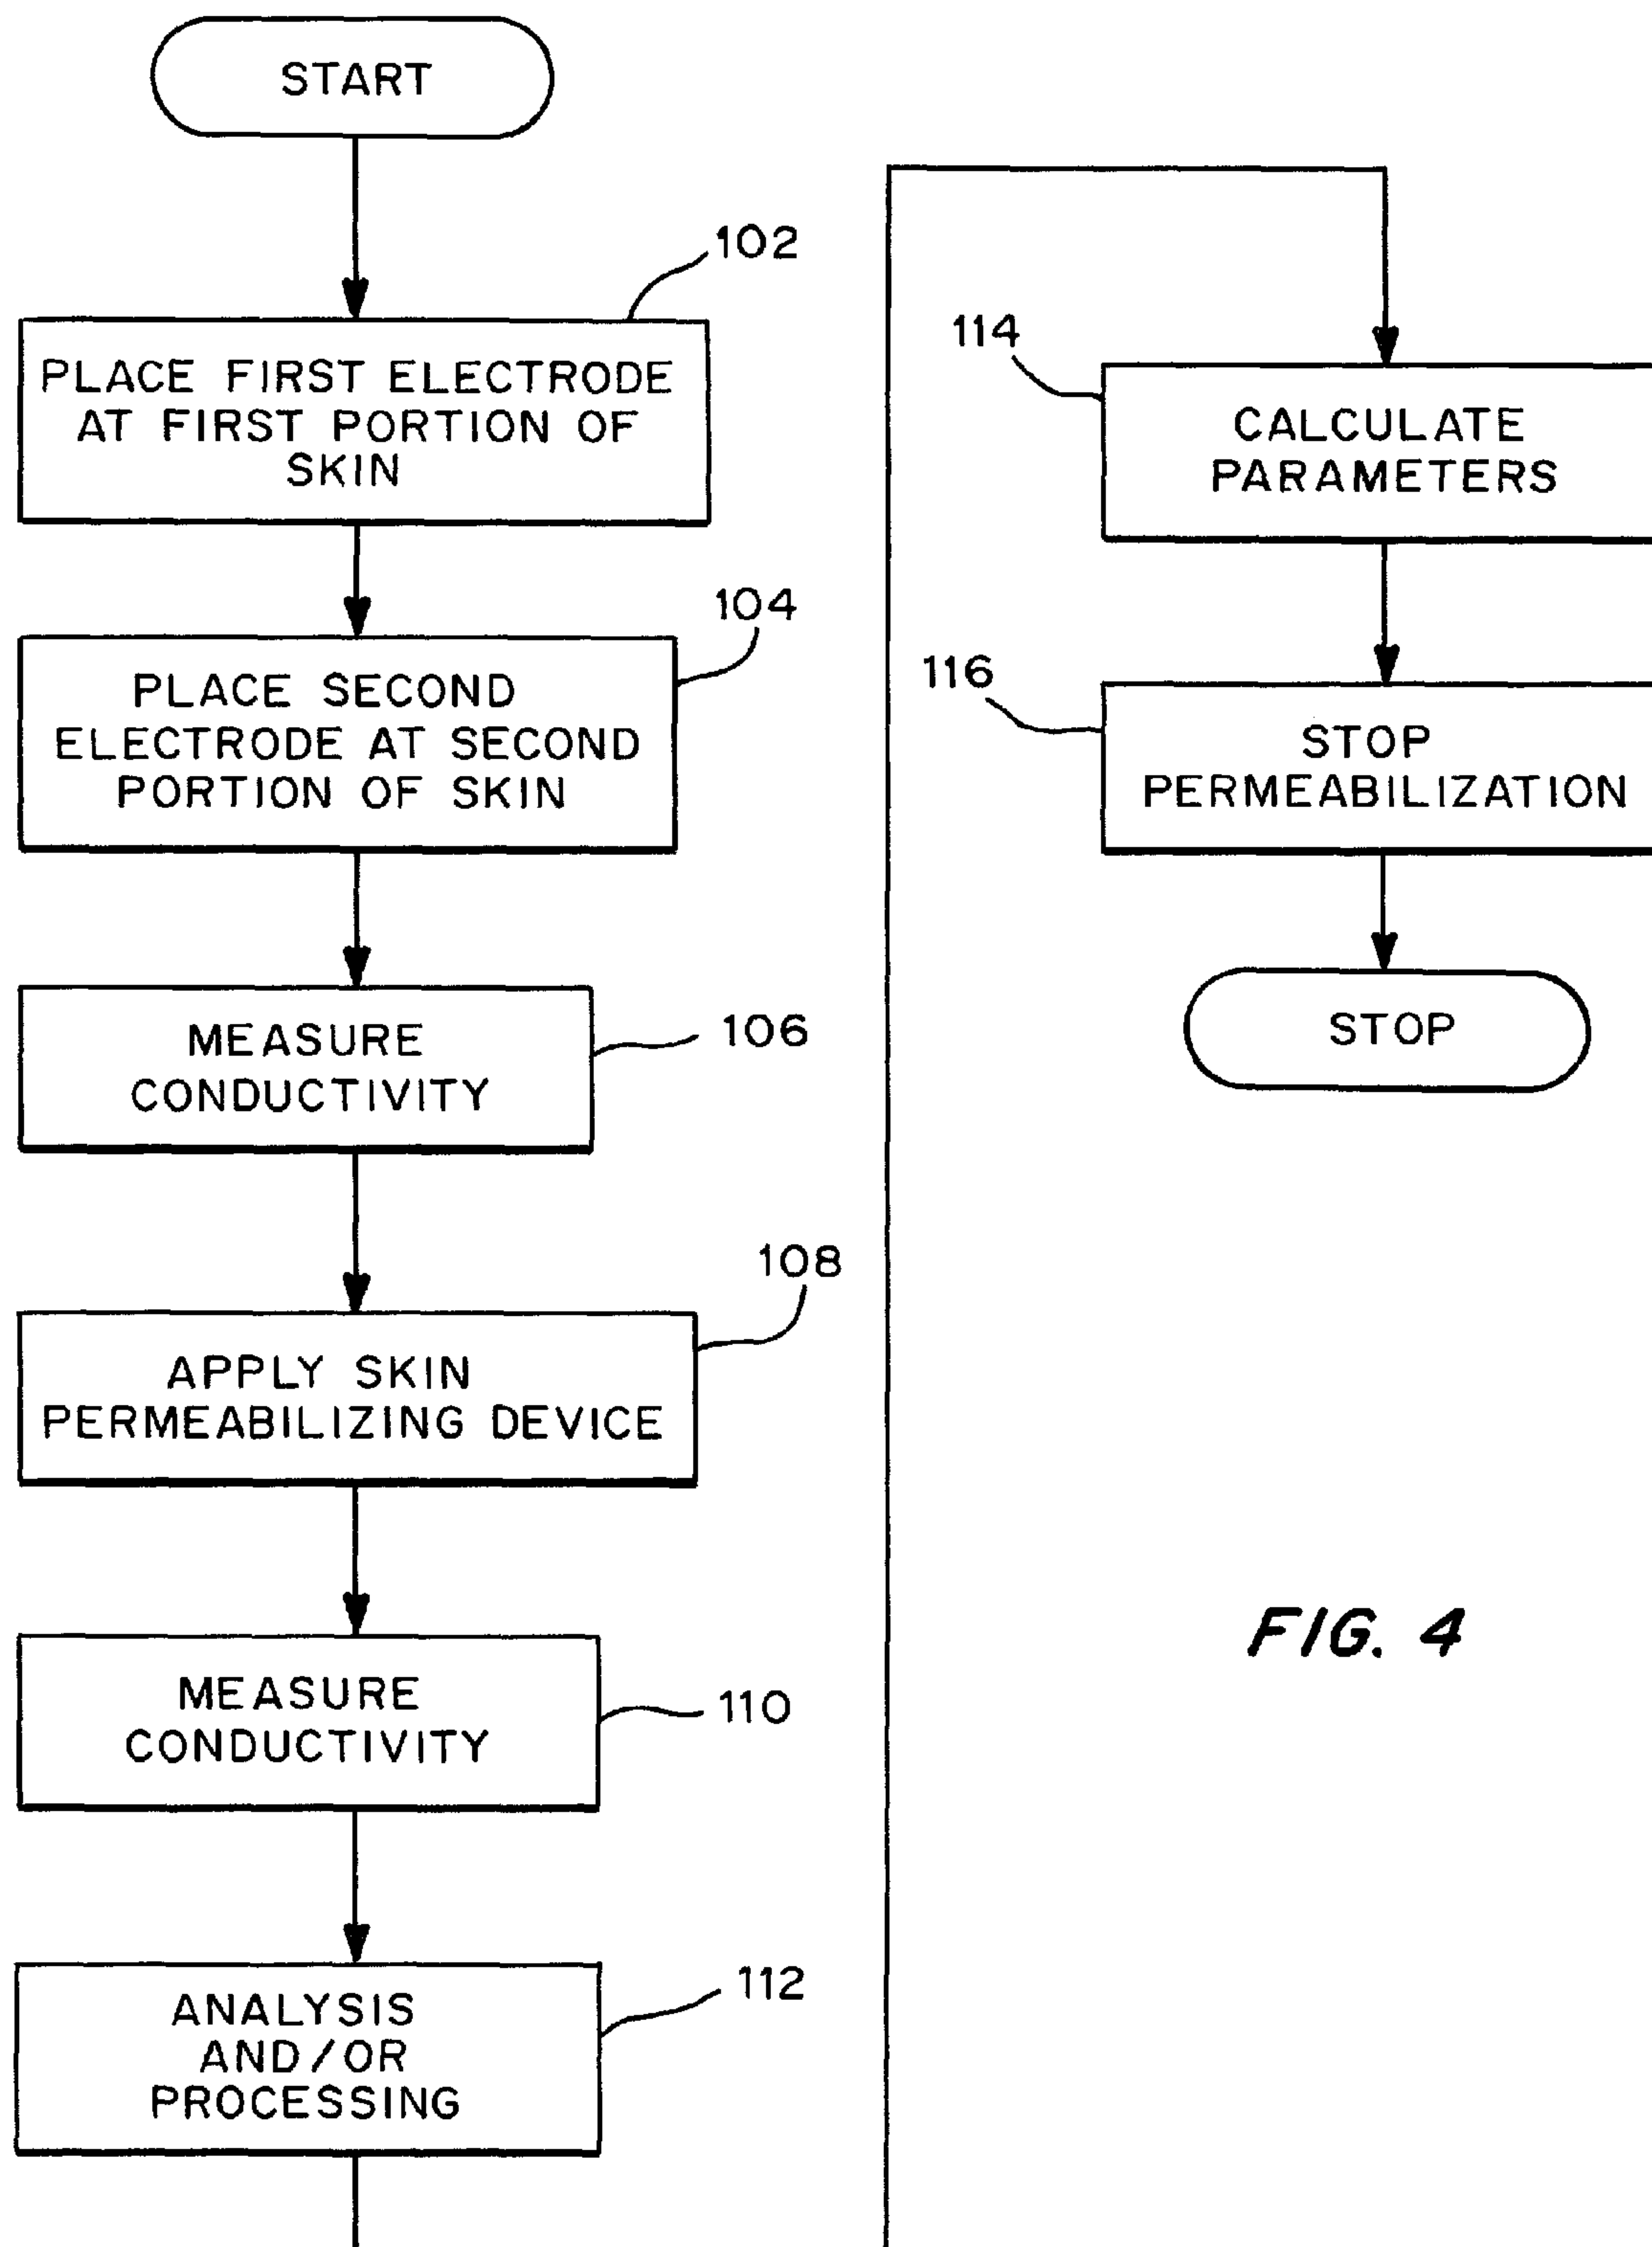 START
102
PLACE FIRST ELECTRODE
AT FIRST PORTION OF
SKIN
104
PLACE SECOND
ELECTRODE AT SECOND
PORTION OF SKIN
MEASURE
CONDUCTIVITY
106
108
APPLY SKIN
PERMEABILIZING DEVICE
MEASURE
CONDUCTIVITY
110
112
ANALYSIS
AND/OR
PROCESSING
114
CALCULATE
PARAMETERS
116
STOP
PERMEABILIZATION
STOP
FIG. 4